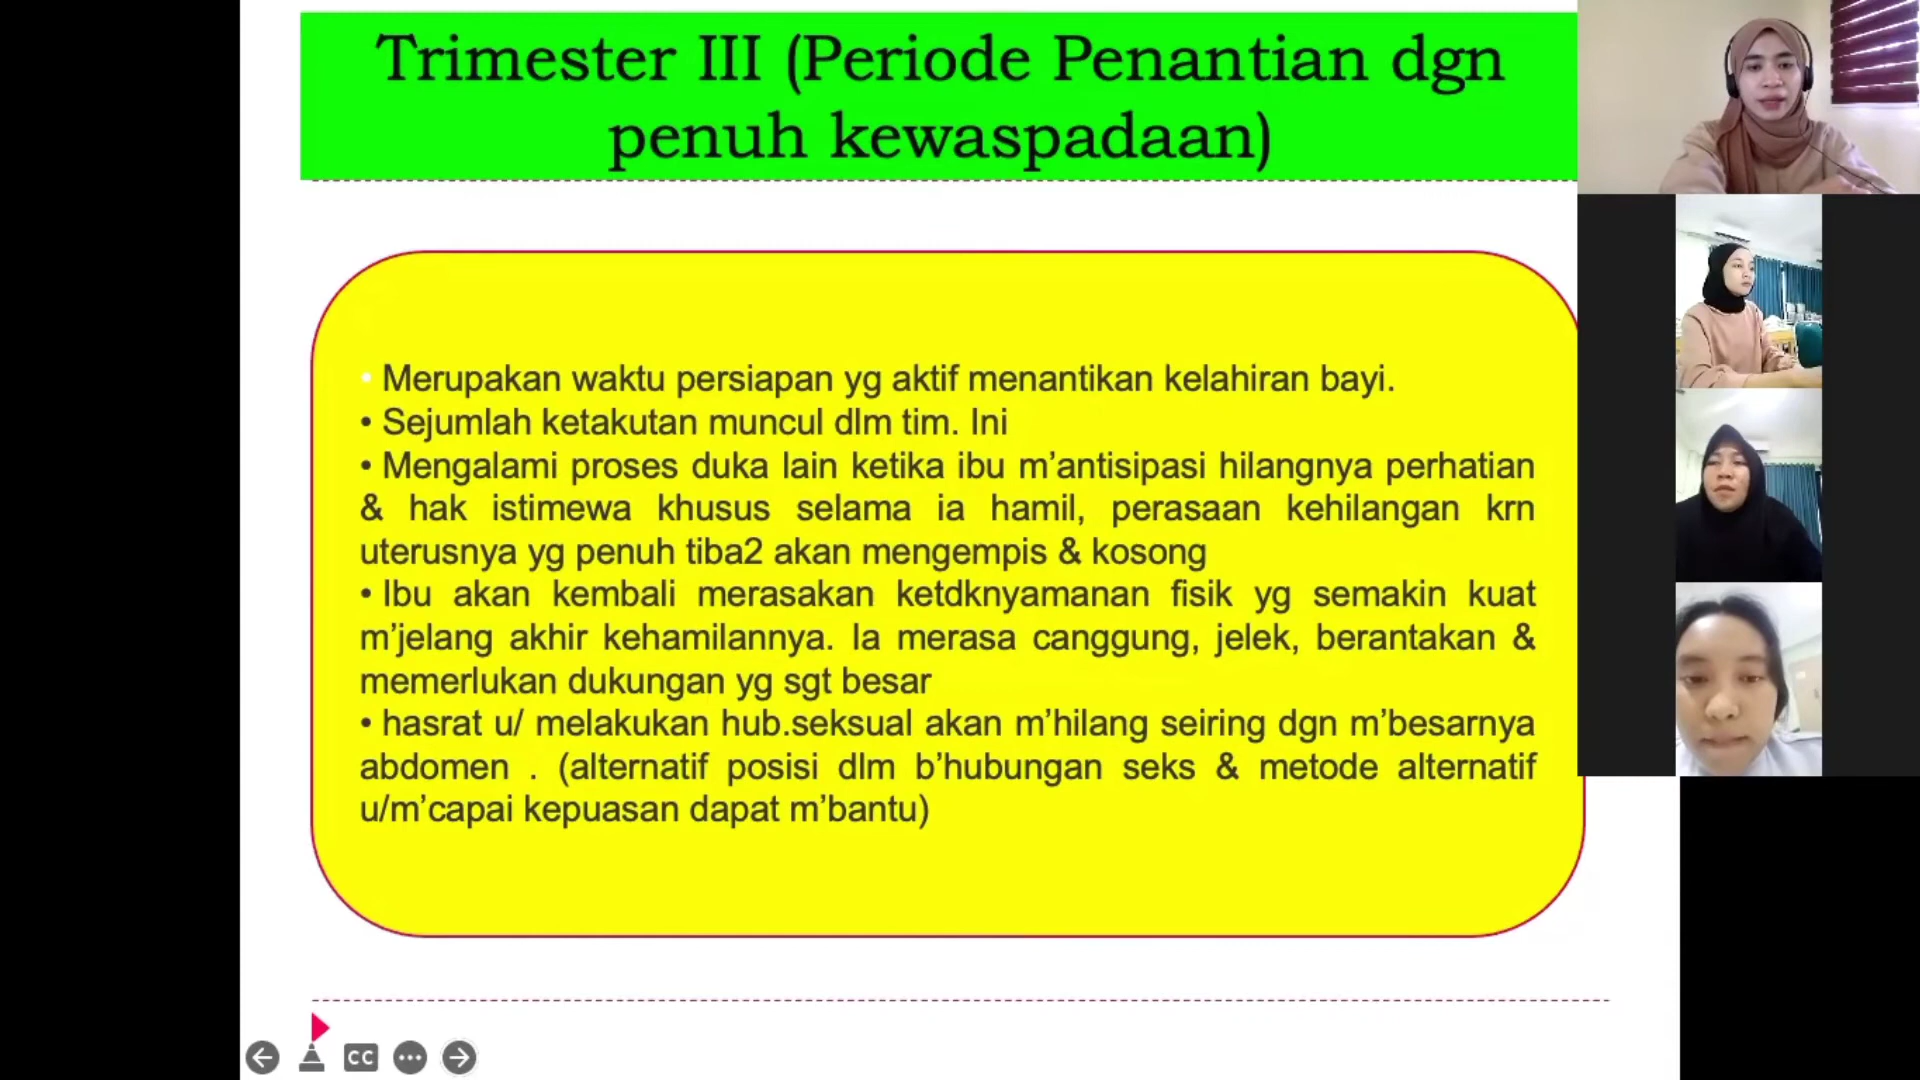 Trimester III (Periode Penantian dgn
penuh kewaspadaan)
• Merupakan waktu persiapan yg aktif menantikan kelahiran bayi.
• Sejumlah ketakutan muncul dlm tim. Ini
• Mengalami proses duka lain ketika ibu m’antisipasi hilangnya perhatian
& hak istimewa khusus selama ia hamil, perasaan kehilangan krn
uterusnya yg penuh tiba2 akan mengempis & kosong
• Ibu akan kembali merasakan ketdknyamanan fisik yg semakin kuat
m’jelang akhir kehamilannya. Ia merasa canggung, jelek, berantakan &
memerlukan dukungan yg sgt besar
• hasrat u/ melakukan hub.seksual akan m’hilang seiring dgn m’besarnya
abdomen . (alternatif posisi dlm b’hubungan seks & metode alternatif
u/m’capai kepuasan dapat m’bantu)
CC